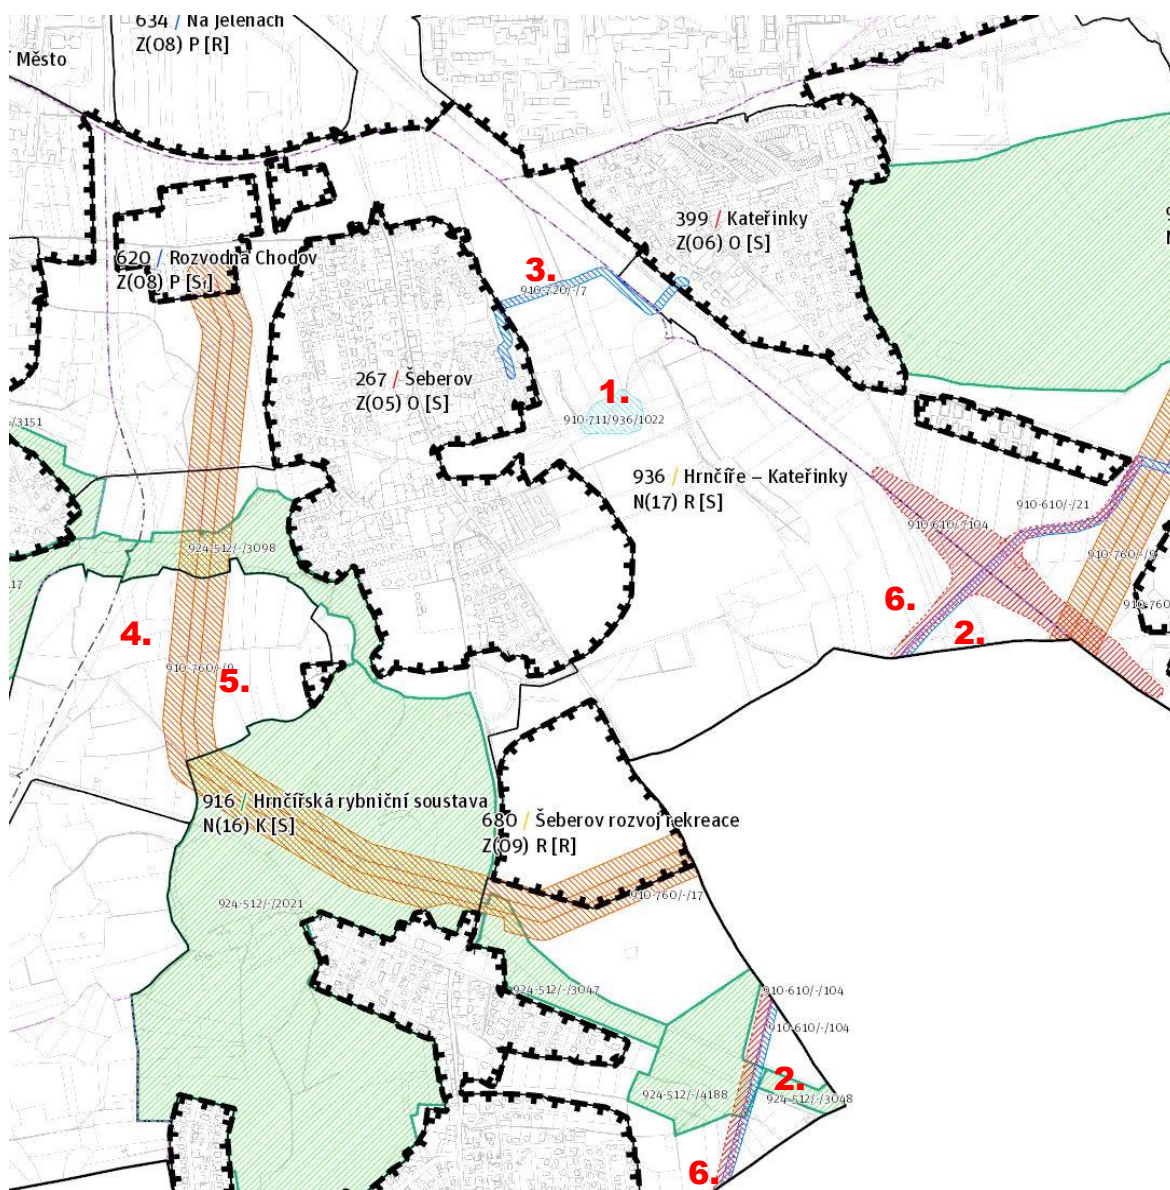 634 / Na Jelenách
Z(08) P [R]
Město
399 / Kateřinky
Z(06) O [S]
620 / Rozvodna Chodov
Z(08) P [S]
3.
910-720/-/7
267 / Šeberov
Z(05) O [S]
1.
910-711/936/1022
/3151
936 / Hrnčíře – Kateřinky
N(17) R [S]
910-610/-/21
910-610/-/104
924-512/-/3098
910-760/-/9
17
910-760
6.
4.
2.
910-760/-/9
5.
916 / Hrnčířská rybniční soustava
N(16) K [S]
680 / Šeberov rozvoj rekreace
Z(09) R [R]
910-760/-/17
924-512/-/2021
924-512/-/3047
910-610/-/104
910-610/-/104
2.
924-512/-/4188
924-512/-/3048
6.